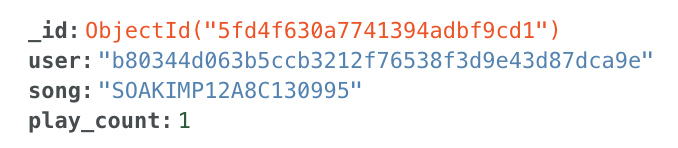 _id: ObjectId("5fd4f630a7741394adbf9cd1")
user: "b80344d063b5ccb3212f76538f3d9e43d87dca9e"
song: "SOAKIMP12A8C130995"
play_count: 1